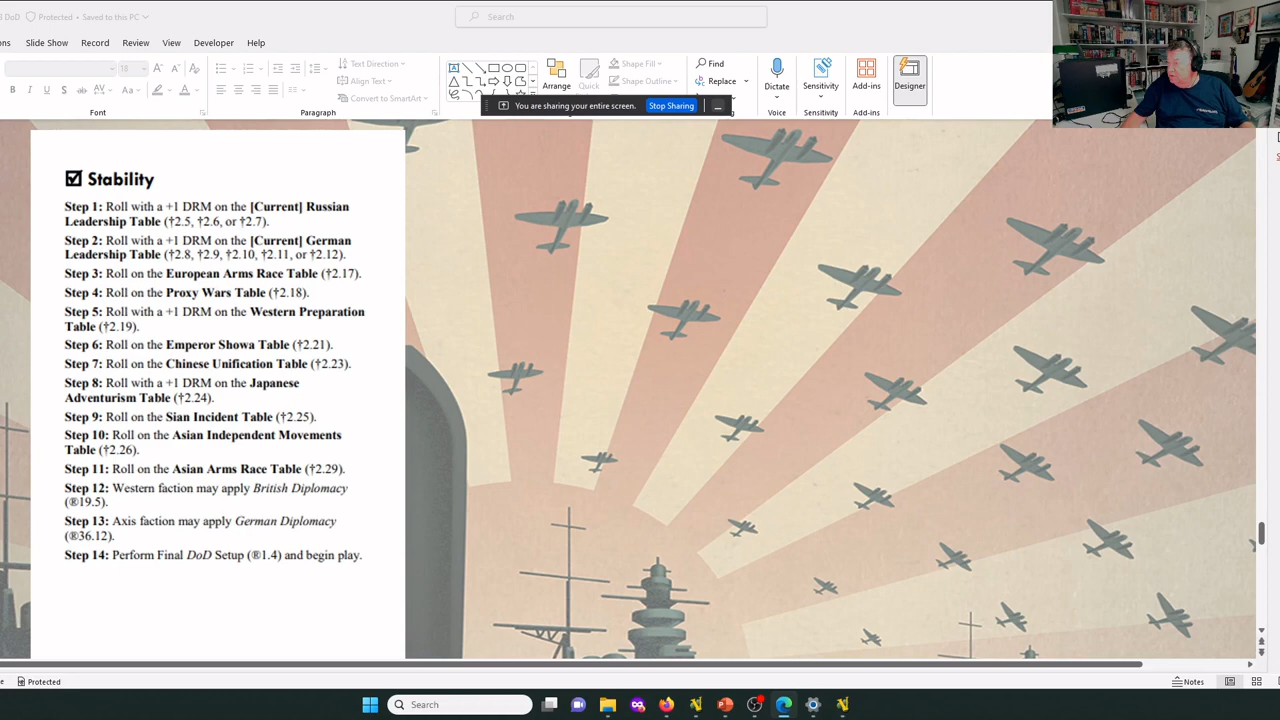 DoD Protected • Saved to this PC
Search
Slide Show Record Review View Developer Help
18
Text Direction
Align Text
Convert to SmartArt
Arrange
Quick
Shape Fill
Shape Outline
Find
Replace
Dictate
Sensitivity
Add-ins
Designer
You are sharing your entire screen. Stop Sharing
Font
Paragraph
Voice
Sensitivity
Add-ins
☑ Stability
Step 1: Roll with a +1 DRM on the [Current] Russian
Leadership Table (†2.5, †2.6, or †2.7).
Step 2: Roll with a +1 DRM on the [Current] German
Leadership Table (†2.8, †2.9, †2.10, †2.11, or †2.12).
Step 3: Roll on the European Arms Race Table (†2.17).
Step 4: Roll on the Proxy Wars Table (†2.18).
Step 5: Roll with a +1 DRM on the Western Preparation
Table (†2.19).
Step 6: Roll on the Emperor Showa Table (†2.21).
Step 7: Roll on the Chinese Unification Table (†2.23).
Step 8: Roll with a +1 DRM on the Japanese
Adventurism Table (†2.24).
Step 9: Roll on the Sian Incident Table (†2.25).
Step 10: Roll on the Asian Independent Movements
Table (†2.26).
Step 11: Roll on the Asian Arms Race Table (†2.29).
Step 12: Western faction may apply British Diplomacy
(®19.5).
Step 13: Axis faction may apply German Diplomacy
(®36.12).
Step 14: Perform Final DoD Setup (®1.4) and begin play.
Protected
Notes
Search